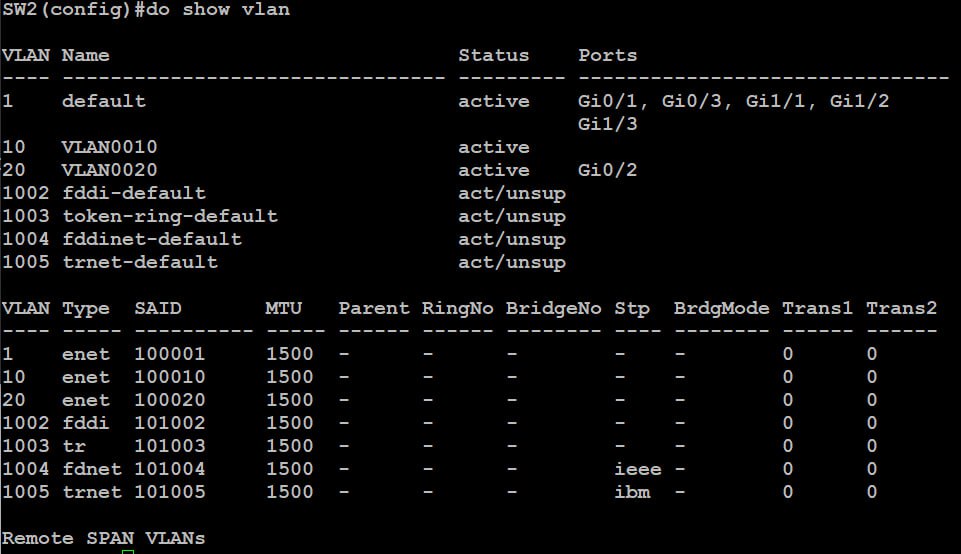 SW2(config)#do show vlan

VLAN Name                             Status    Ports
---- -------------------------------- --------- -------------------------------
1    default                          active    Gi0/1, Gi0/3, Gi1/1, Gi1/2
                                                Gi1/3
10   VLAN0010                         active
20   VLAN0020                         active    Gi0/2
1002 fddi-default                     act/unsup
1003 token-ring-default               act/unsup
1004 fddinet-default                  act/unsup
1005 trnet-default                    act/unsup

VLAN Type  SAID       MTU   Parent RingNo BridgeNo Stp  BrdgMode Trans1 Trans2
---- ----- ---------- ----- ------ ------ -------- ---- -------- ------ ------
1    enet  100001     1500  -      -      -        -    -        0      0
10   enet  100010     1500  -      -      -        -    -        0      0
20   enet  100020     1500  -      -      -        -    -        0      0
1002 fddi  101002     1500  -      -      -        -    -        0      0
1003 tr    101003     1500  -      -      -        -    -        0      0
1004 fdnet 101004     1500  -      -      -        ieee -        0      0
1005 trnet 101005     1500  -      -      -        ibm  -        0      0

Remote SPAN VLANs